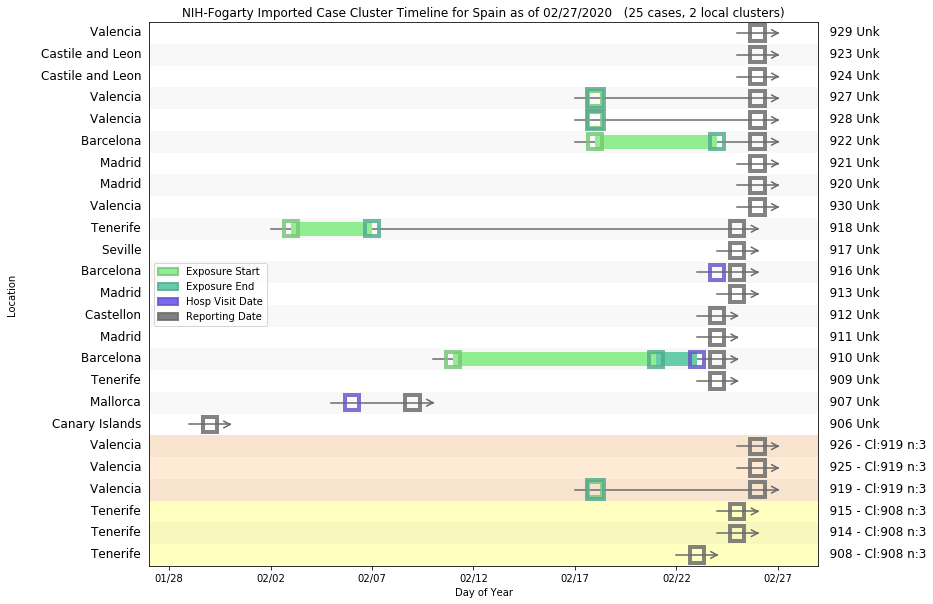 NIH-Fogarty Imported Case Cluster Timeline for Spain as of 02/27/2020 (25 cases, 2 local clusters)
Valencia 929 Unk
Castile and Leon 923 Unk
Castile and Leon 924 Unk
Valencia 927 Unk
Valencia 928 Unk
Barcelona 922 Unk
Madrid 921 Unk
Madrid 920 Unk
Valencia 930 Unk
Tenerife 918 Unk
Seville 917 Unk
Barcelona 916 Unk
Madrid 913 Unk
Castellon 912 Unk
Madrid 911 Unk
Barcelona 910 Unk
Tenerife 909 Unk
Mallorca 907 Unk
Canary Islands 906 Unk
Valencia 926 - Cl:919 n:3
Valencia 925 - Cl:919 n:3
Valencia 919 - Cl:919 n:3
Tenerife 915 - Cl:908 n:3
Tenerife 914 - Cl:908 n:3
Tenerife 908 - Cl:908 n:3
Location
Exposure Start
Exposure End
Hosp Visit Date
Reporting Date
01/28 02/02 02/07 02/12 02/17 02/22 02/27
Day of Year